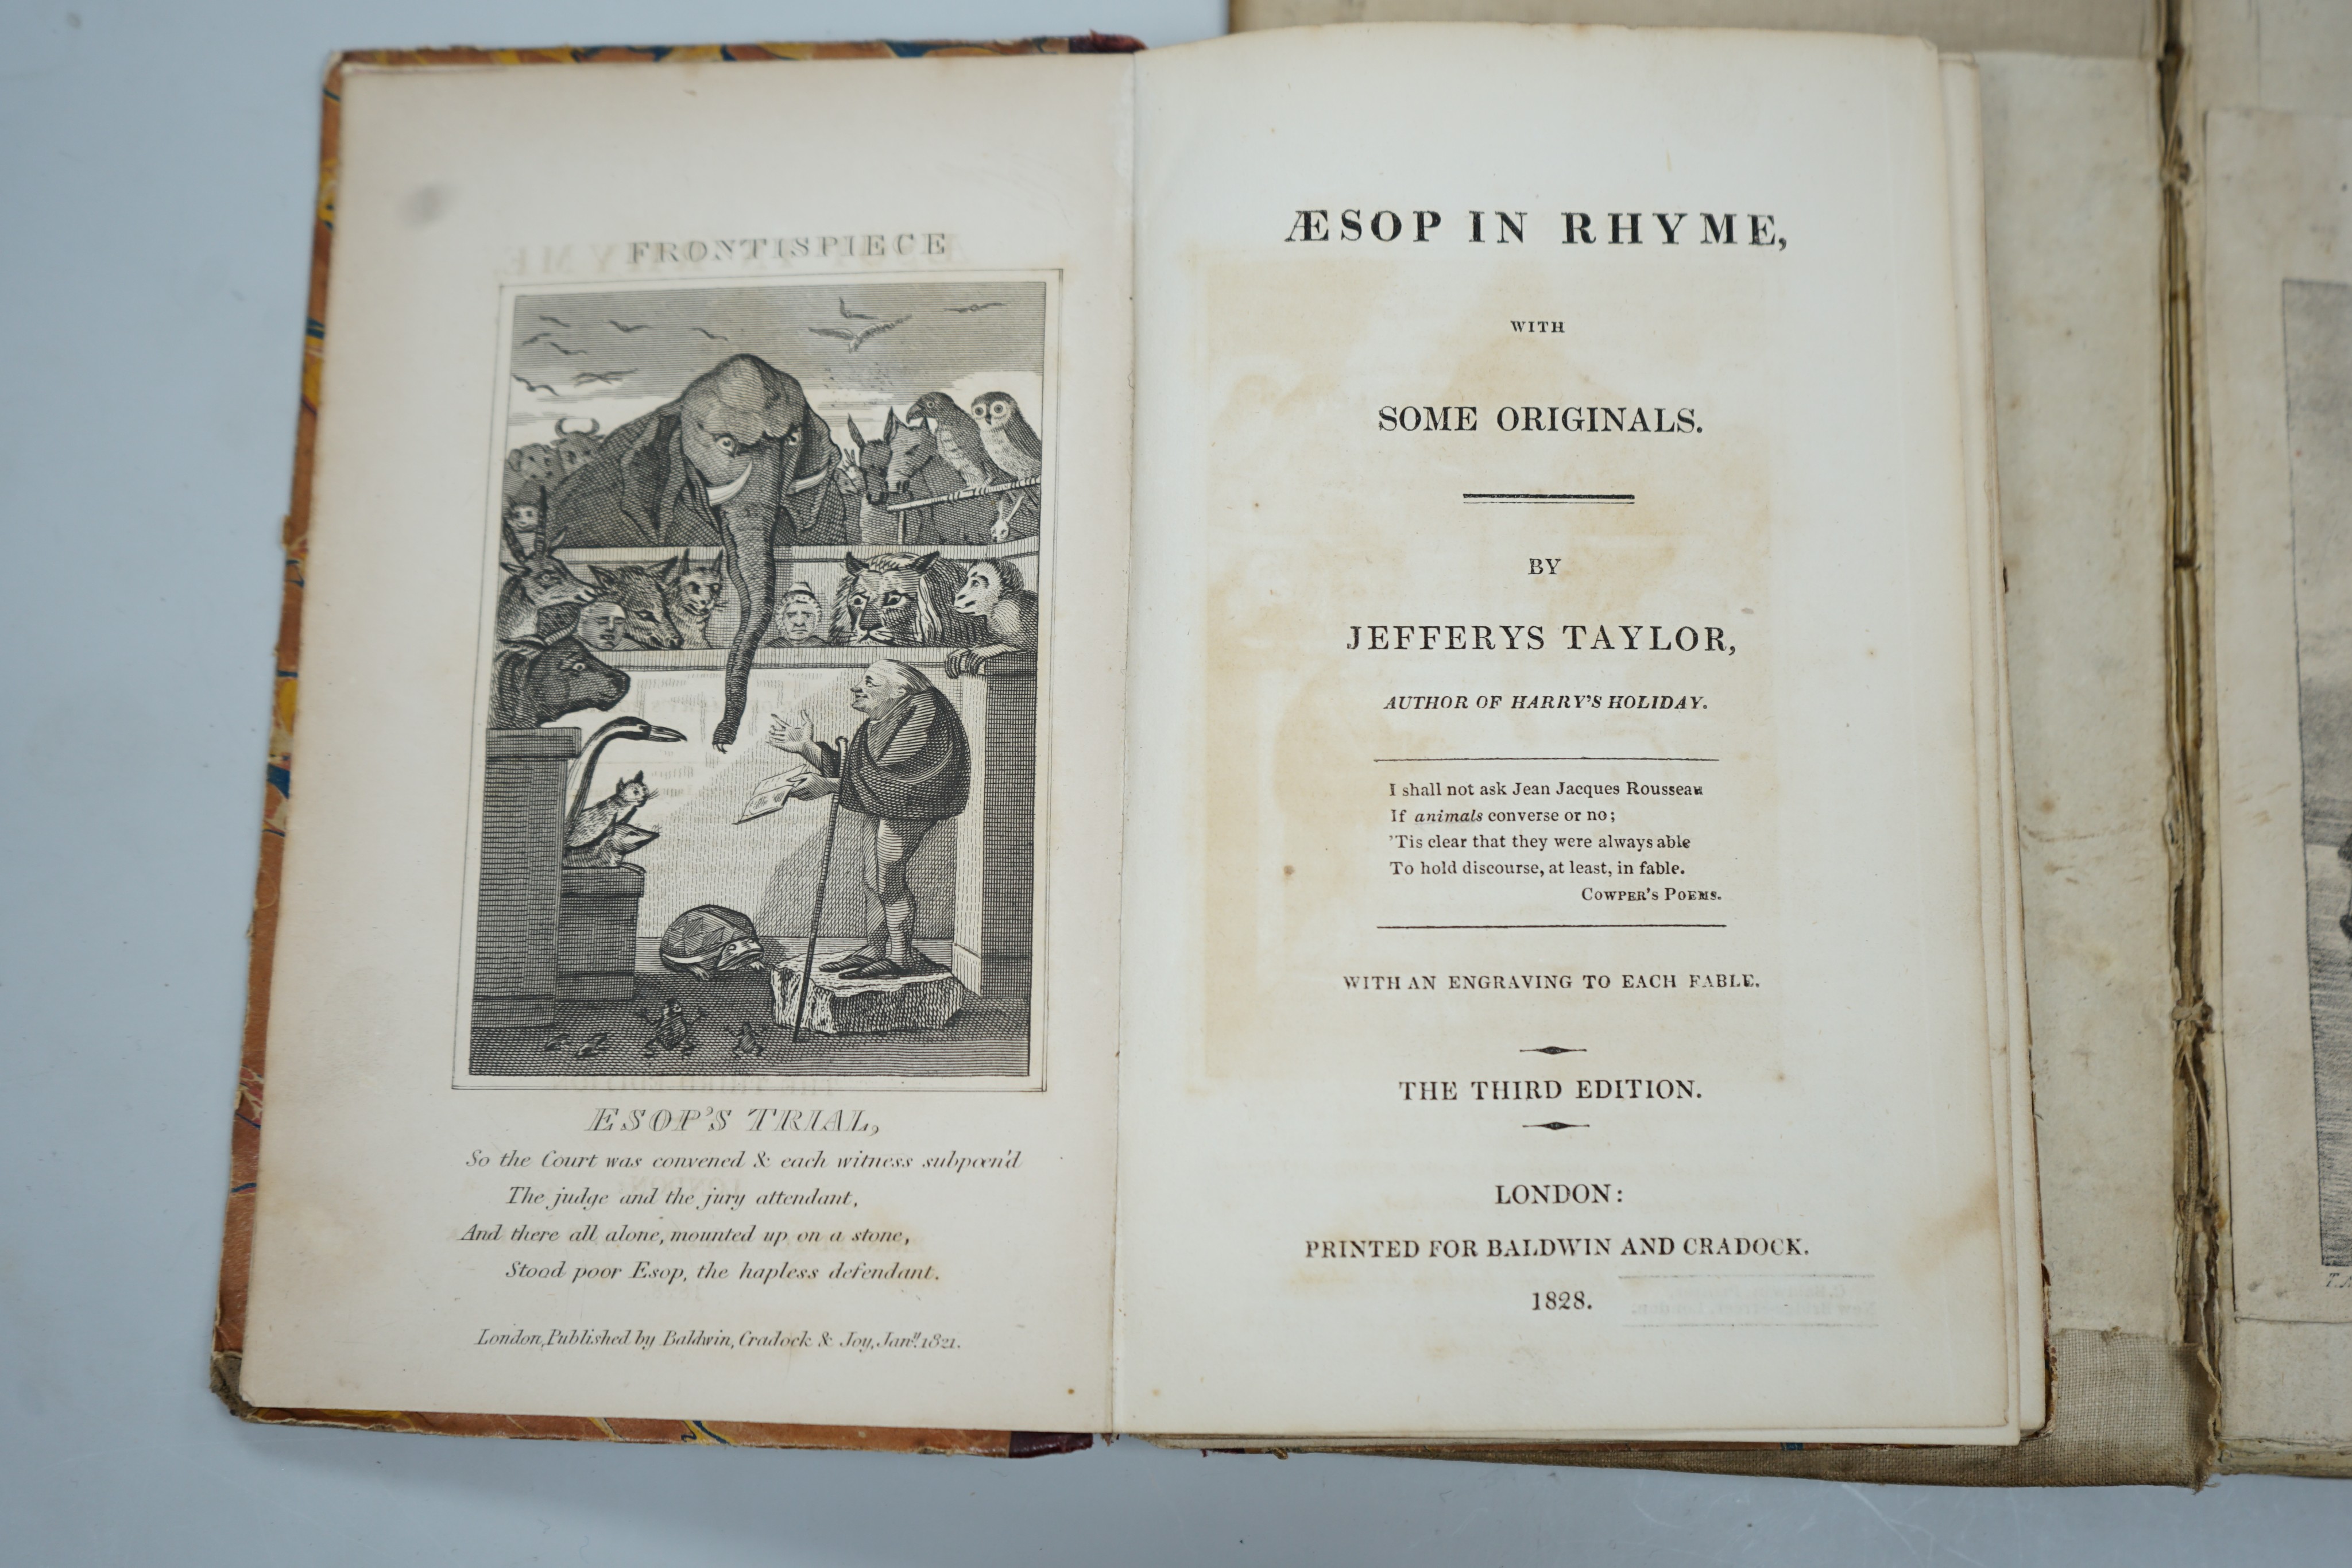 FRONTISPIECE
ESOP'S TRIAL,
So the Court was convened & each witness subpœn'd
The judge and the jury attendant,
And there all alone, mounted up on a stone,
Stood poor Esop, the hapless defendant.
London, Published by Baldwin, Cradock & Joy, Jany. 1821.
ÆSOP IN RHYME,
WITH
SOME ORIGINALS.
BY
JEFFERYS TAYLOR,
AUTHOR OF HARRY'S HOLIDAY.
I shall not ask Jean Jacques Rousseau
If animals converse or no;
'Tis clear that they were always able
To hold discourse, at least, in fable.
COWPER'S POEMS.
WITH AN ENGRAVING TO EACH FABLE.
THE THIRD EDITION.
LONDON:
PRINTED FOR BALDWIN AND CRADOCK.
1828.